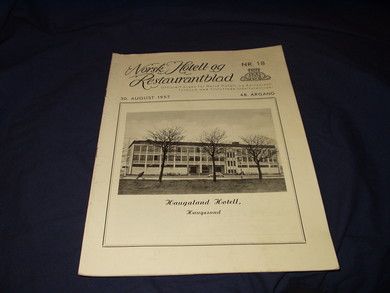 Norsk Hotell og
Restaurantblad
NR 18
30. AUGUST 1957
48. ÅRGANG
Haugaland Hotell,
Haugesund